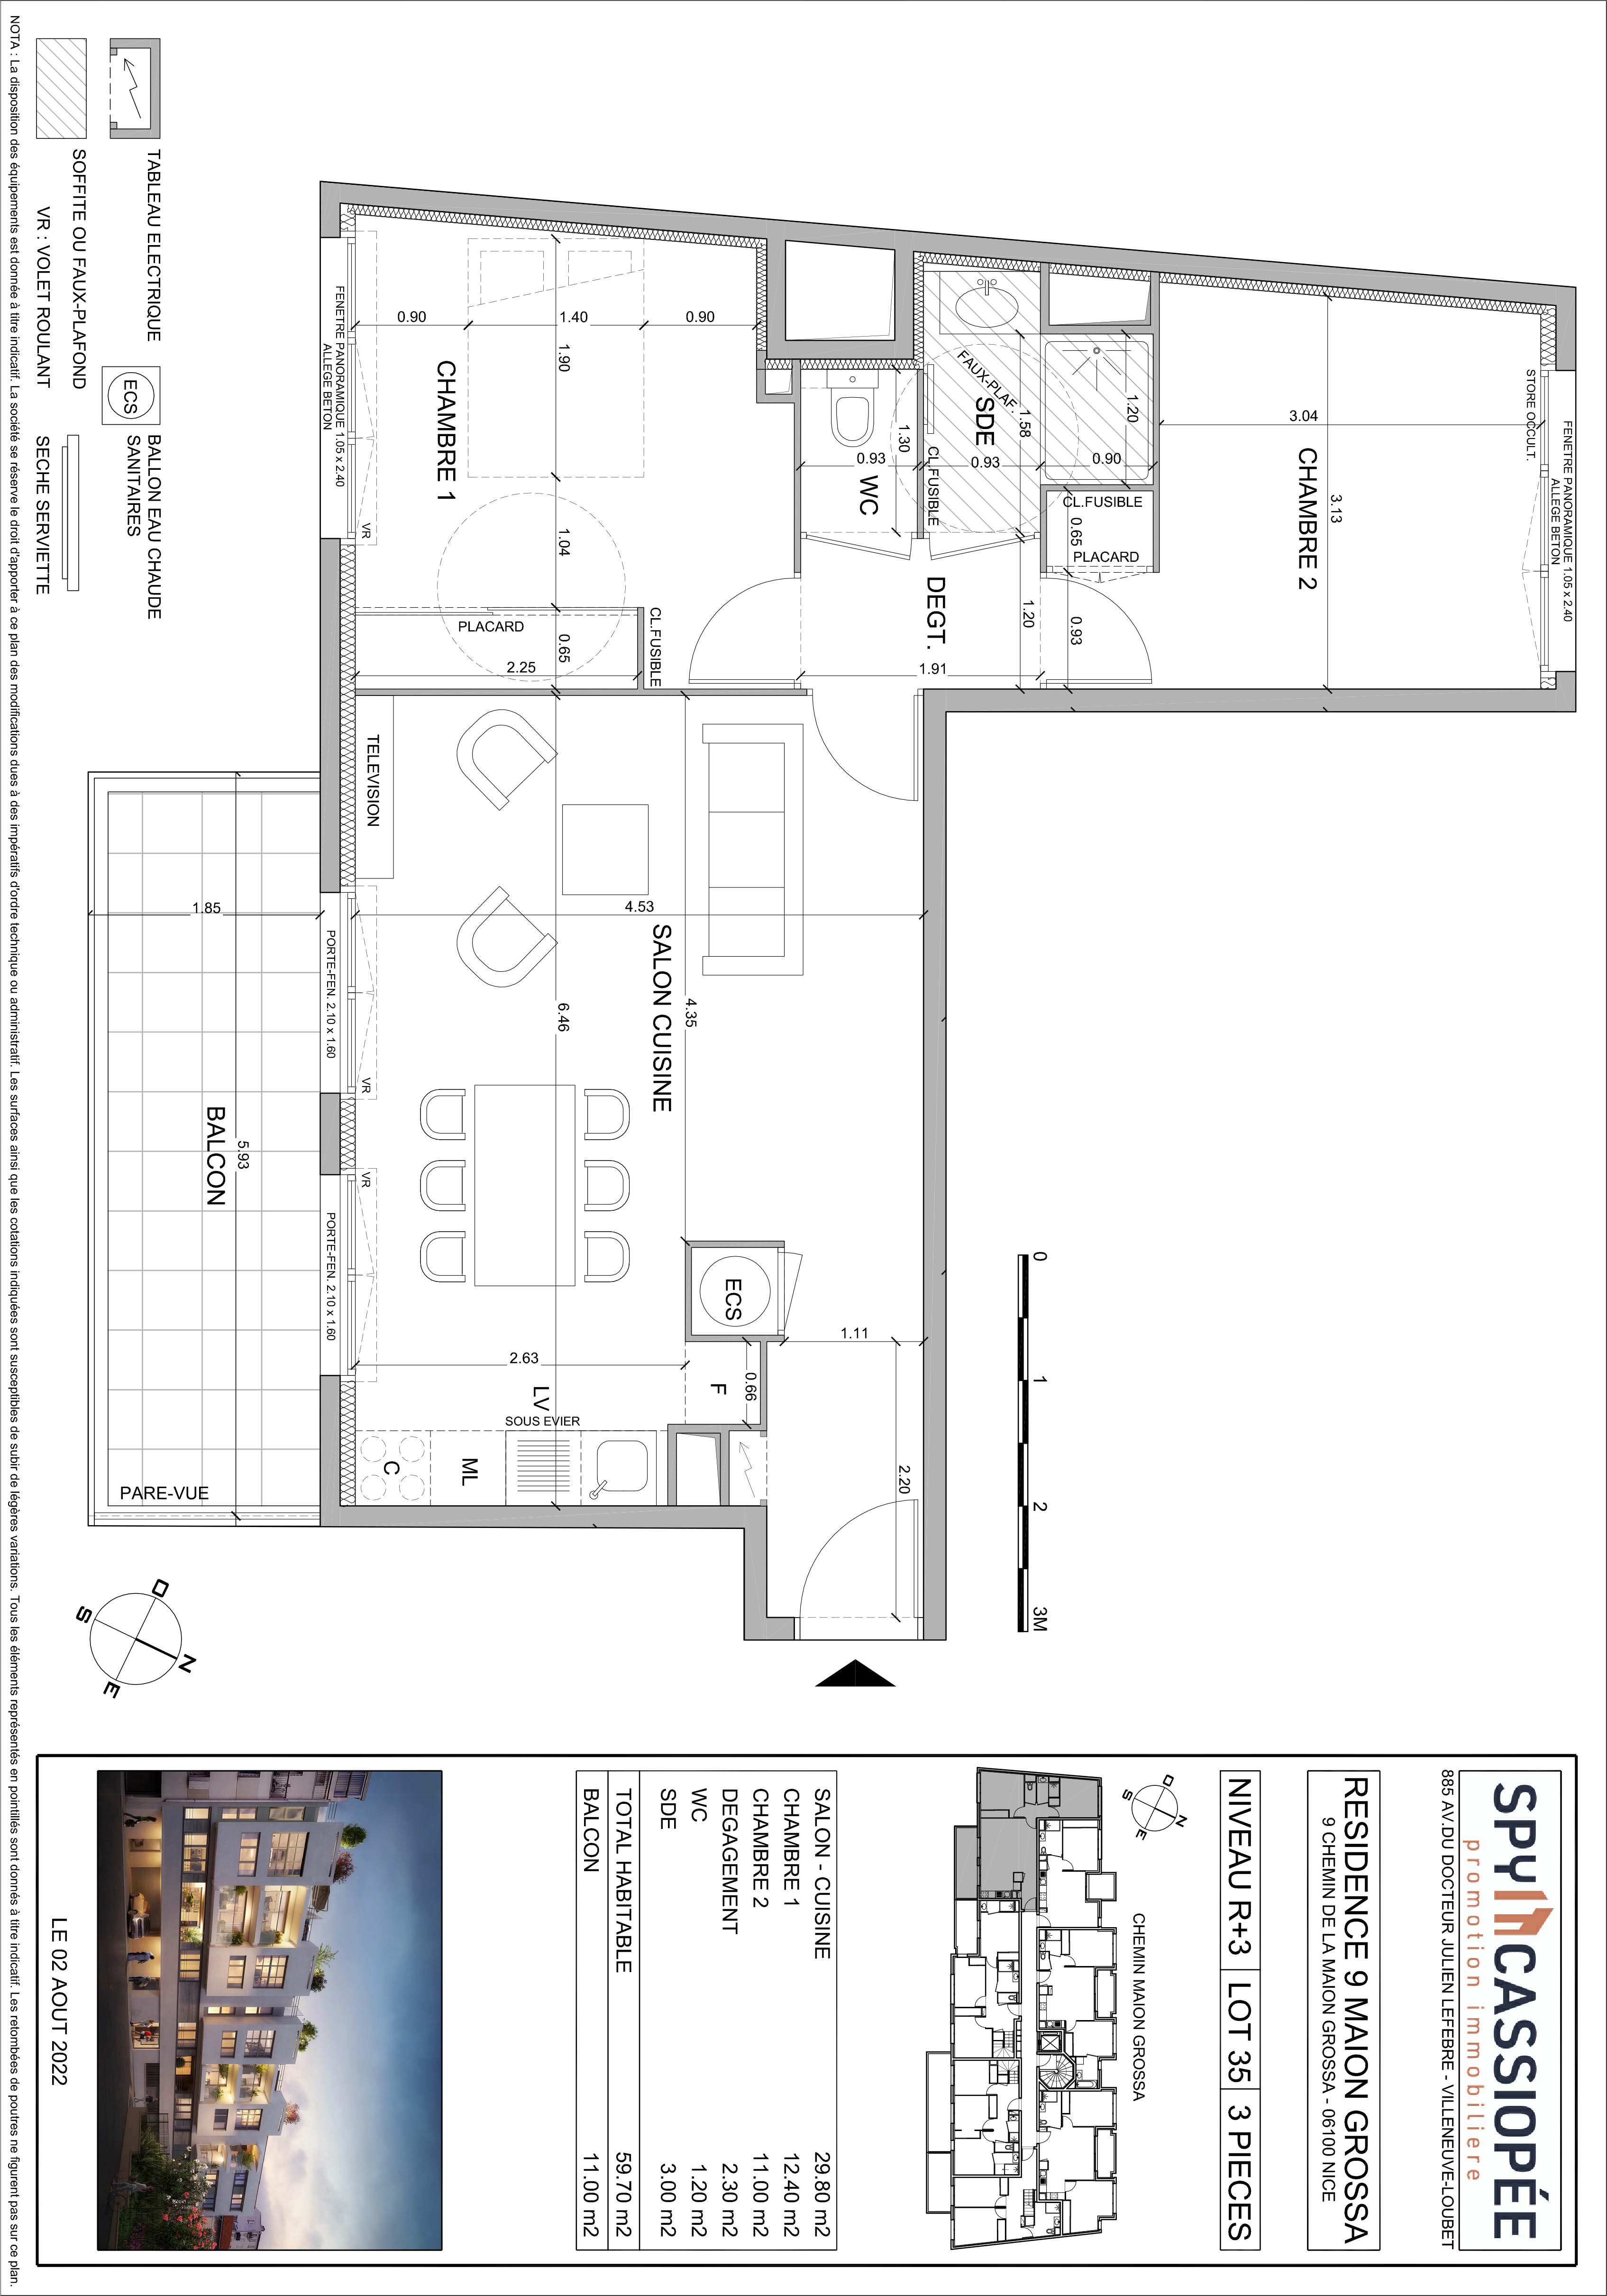 FENETRE PANORAMIQUE 1.05 x 2.40
ALLEGE BETON
STORE OCCULT.
3.13
3.04
CHAMBRE 2
1.20
0.90
CL.FUSIBLE
PLACARD
0.65
0.93
1.58
1.20
FAUX-PLAF.
SDE
0.93
CL.FUSIBLE
DEGT.
1.91
1.30
0.93
WC
2.20
1.11
ECS
0.66
F
0.90
4.35
SALON CUISINE
CL.FUSIBLE
4.53
1.40
1.90
1.04
0.65
6.46
2.25
PLACARD
2.63
LV
SOUS EVIER
ML
CHAMBRE 1
0.90
C
TELEVISION
VR
VR
VR
FENETRE PANORAMIQUE 1.05 x 2.40
ALLEGE BETON
PORTE-FEN. 2.10 x 1.60
PORTE-FEN. 2.10 x 1.60
5.93
BALCON
1.85
PARE-VUE
N
O
E
S
0
1
2
3M
TABLEAU ELECTRIQUE
ECS
BALLON EAU CHAUDE
SANITAIRES
SOFFITE OU FAUX-PLAFOND
VR : VOLET ROULANT
SECHE SERVIETTE
SPY CASSIOPÉE
promotion immobiliere
885 AV.DU DOCTEUR JULIEN LEFEBRE - VILLENEUVE-LOUBET
RESIDENCE 9 MAION GROSSA
9 CHEMIN DE LA MAION GROSSA - 06100 NICE
NIVEAU R+3 LOT 35 3 PIECES
N
O
E
S
CHEMIN MAION GROSSA
SALON - CUISINE 29.80 m2
CHAMBRE 1 12.40 m2
CHAMBRE 2 11.00 m2
DEGAGEMENT 2.30 m2
WC 1.20 m2
SDE 3.00 m2
TOTAL HABITABLE 59.70 m2
BALCON 11.00 m2
LE 02 AOUT 2022
NOTA : La disposition des équipements est donnée à titre indicatif. La société se réserve le droit d'apporter à ce plan des modifications dues à des impératifs d'ordre technique ou administratif. Les surfaces ainsi que les cotations indiquées sont susceptibles de subir de légères variations. Tous les éléments représentés en pointillés sont donnés à titre indicatif. Les retombées de poutres ne figurent pas sur ce plan.